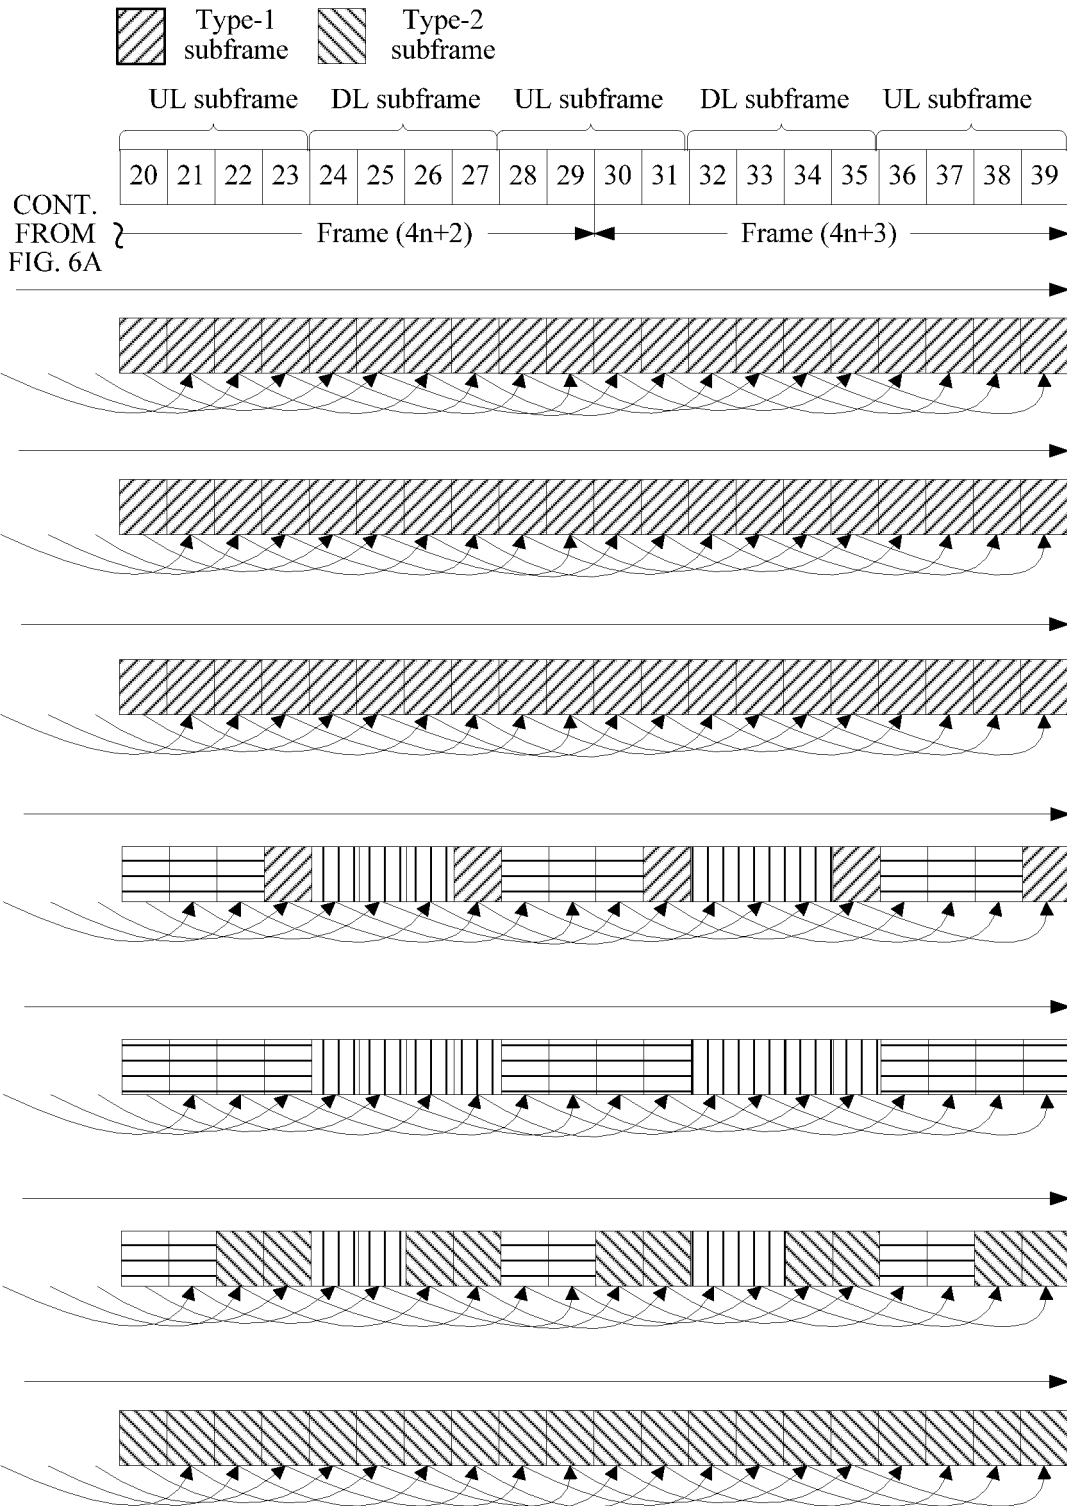 Type-1
subframe
Type-2
subframe
UL subframe DL subframe UL subframe DL subframe UL subframe
20 21 22 23 24 25 26 27 28 29 30 31 32 33 34 35 36 37 38 39
CONT.
FROM
FIG. 6A
Frame (4n+2) Frame (4n+3)